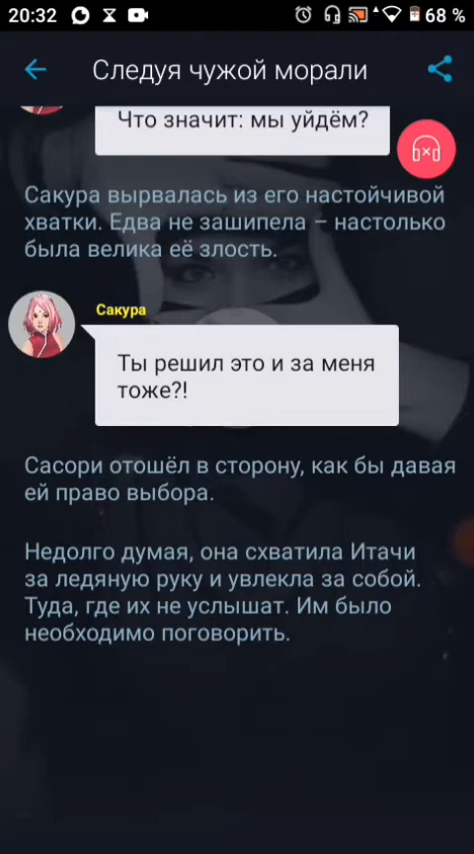 20:32
68 %
Следуя чужой морали
Что значит: мы уйдём?
Сакура вырвалась из его настойчивой
хватки. Едва не зашипела – настолько
была велика её злость.
Сакура
Ты решил это и за меня
тоже?!
Сасори отошёл в сторону, как бы давая
ей право выбора.
Недолго думая, она схватила Итачи
за ледяную руку и увлекла за собой.
Туда, где их не услышат. Им было
необходимо поговорить.